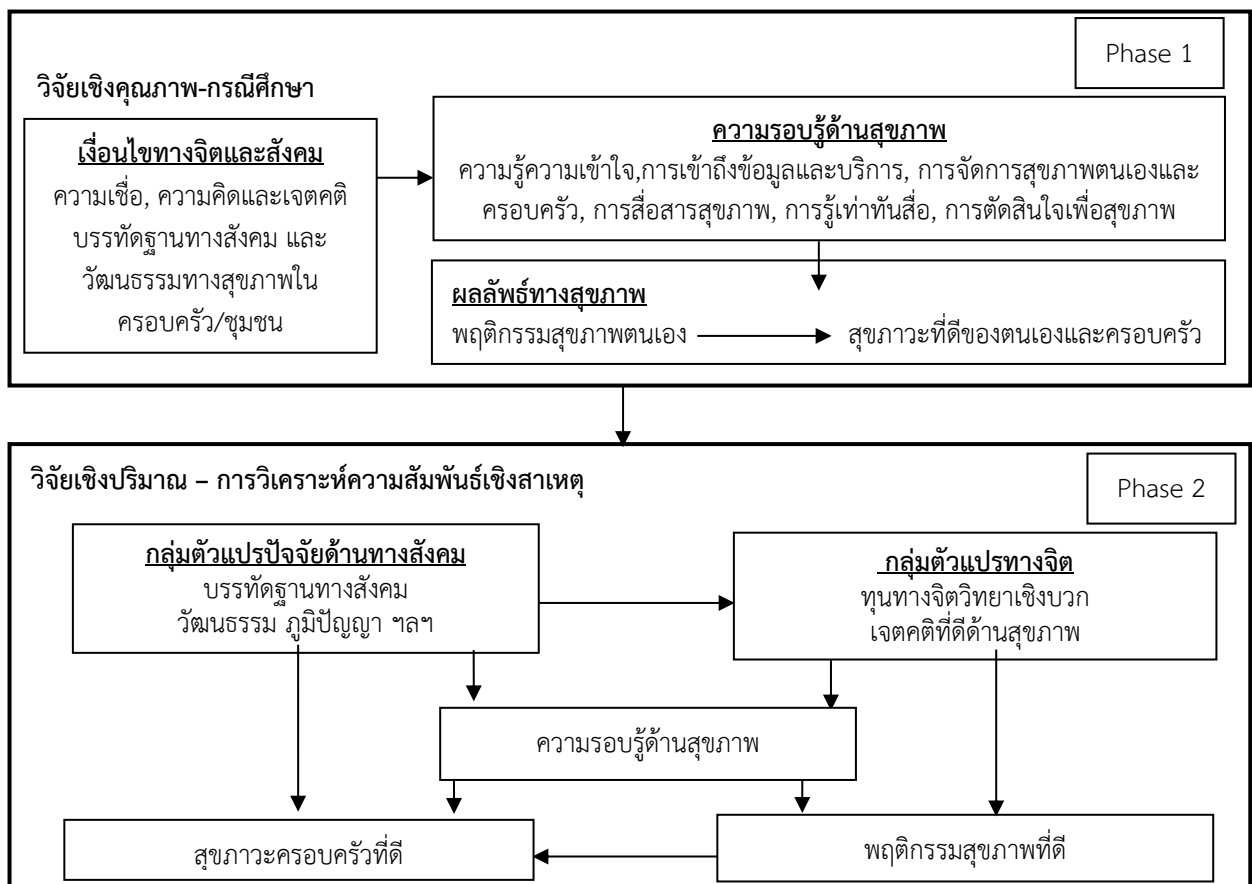 Phase 1
วิจัยเชิงคุณภาพ-กรณีศึกษา
เงื่อนไขทางจิตและสังคม
ความเชื่อ, ความคิดและเจตคติ
บรรทัดฐานทางสังคม และ
วัฒนธรรมทางสุขภาพใน
ครอบครัว/ชุมชน
ความรอบรู้ด้านสุขภาพ
ความรู้ความเข้าใจ,การเข้าถึงข้อมูลและบริการ, การจัดการสุขภาพตนเองและ
ครอบครัว, การสื่อสารสุขภาพ, การรู้เท่าทันสื่อ, การตัดสินใจเพื่อสุขภาพ
ผลลัพธ์ทางสุขภาพ
พฤติกรรมสุขภาพตนเอง สุขภาวะที่ดีของตนเองและครอบครัว
วิจัยเชิงปริมาณ – การวิเคราะห์ความสัมพันธ์เชิงสาเหตุ
Phase 2
กลุ่มตัวแปรปัจจัยด้านทางสังคม
บรรทัดฐานทางสังคม
วัฒนธรรม ภูมิปัญญา ฯลฯ
กลุ่มตัวแปรทางจิต
ทุนทางจิตวิทยาเชิงบวก
เจตคติที่ดีด้านสุขภาพ
ความรอบรู้ด้านสุขภาพ
สุขภาวะครอบครัวที่ดี
พฤติกรรมสุขภาพที่ดี